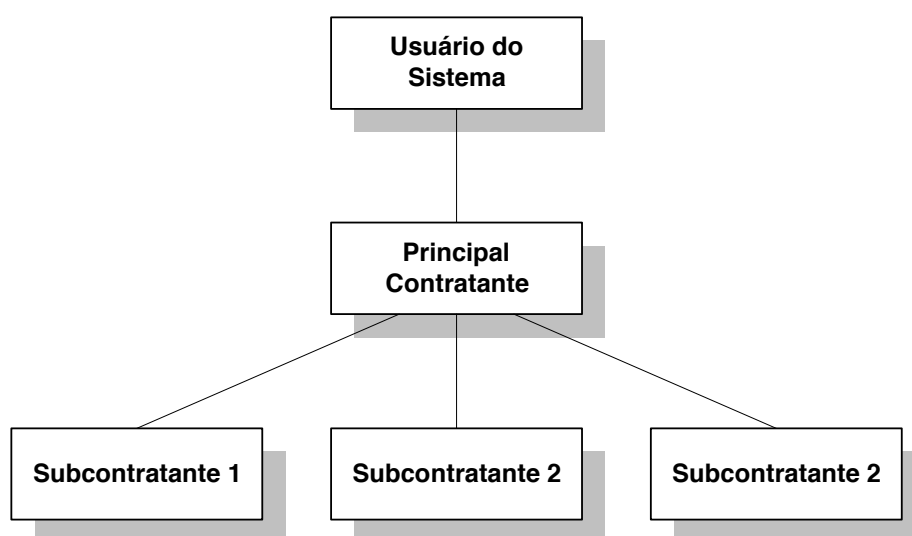 Usuário do
Sistema
Principal
Contratante
Subcontratante 1
Subcontratante 2
Subcontratante 2